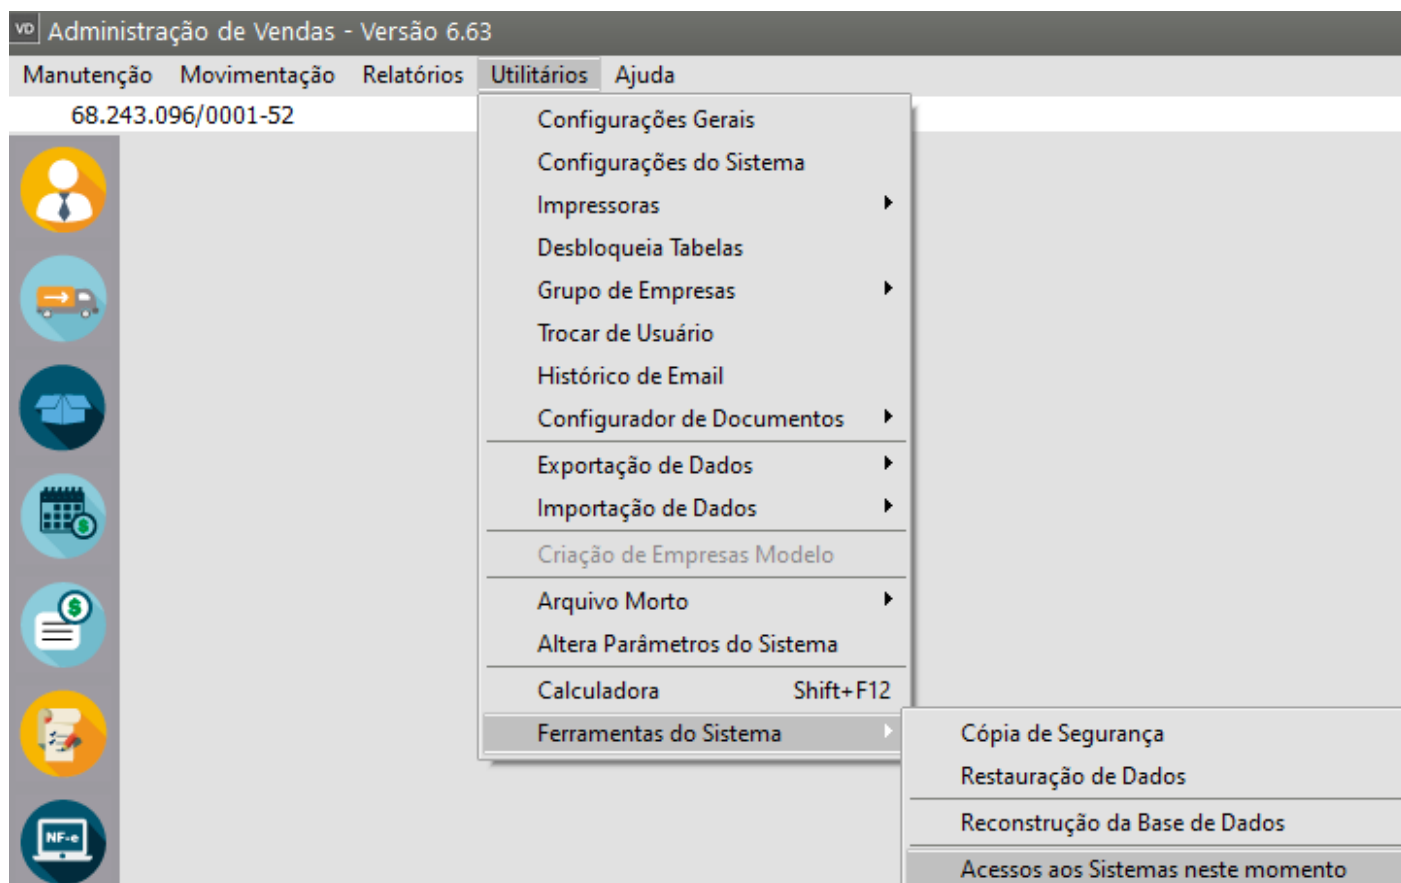 VD Administração de Vendas - Versão 6.63
Manutenção Movimentação Relatórios Utilitários Ajuda
68.243.096/0001-52
Configurações Gerais
Configurações do Sistema
Impressoras
Desbloqueia Tabelas
Grupo de Empresas
Trocar de Usuário
Histórico de Email
Configurador de Documentos
Exportação de Dados
Importação de Dados
Criação de Empresas Modelo
Arquivo Morto
Altera Parâmetros do Sistema
Calculadora Shift+F12
Ferramentas do Sistema
Cópia de Segurança
Restauração de Dados
Reconstrução da Base de Dados
Acessos aos Sistemas neste momento
NF-e